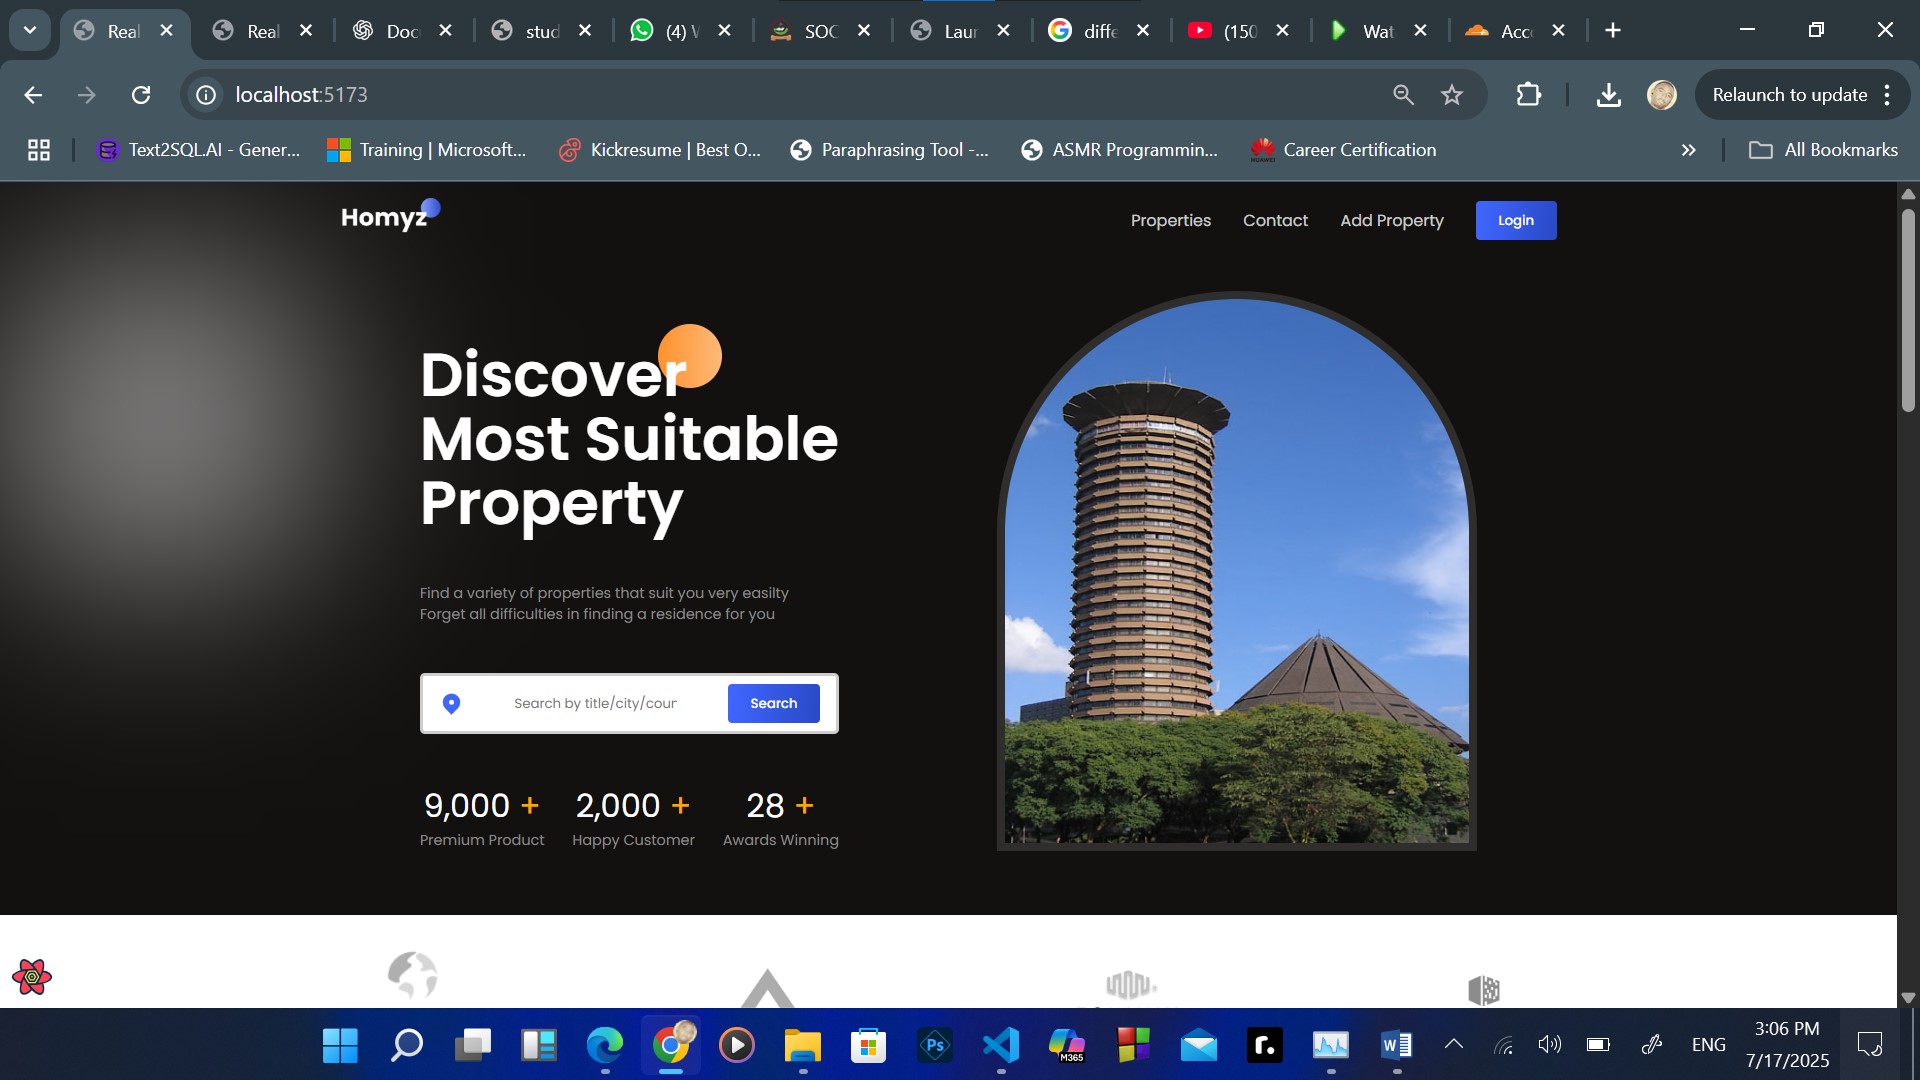 Real
Real
Doc
stud
(4) W
SOC
Laur
diffe
(150
Wat
Acc
localhost:5173
Relaunch to update
Text2SQL.AI - Gener...
Training | Microsoft...
Kickresume | Best O...
Paraphrasing Tool -...
ASMR Programmin...
HUAWEI
Career Certification
All Bookmarks
Homyz
Properties
Contact
Add Property
Login
Discover
Most Suitable
Property
Find a variety of properties that suit you very easilty
Forget all difficulties in finding a residence for you
Search by title/city/cour
Search
9,000 +
2,000 +
28 +
Premium Product
Happy Customer
Awards Winning
Ps
M365
r.
W
ENG
3:06 PM
7/17/2025